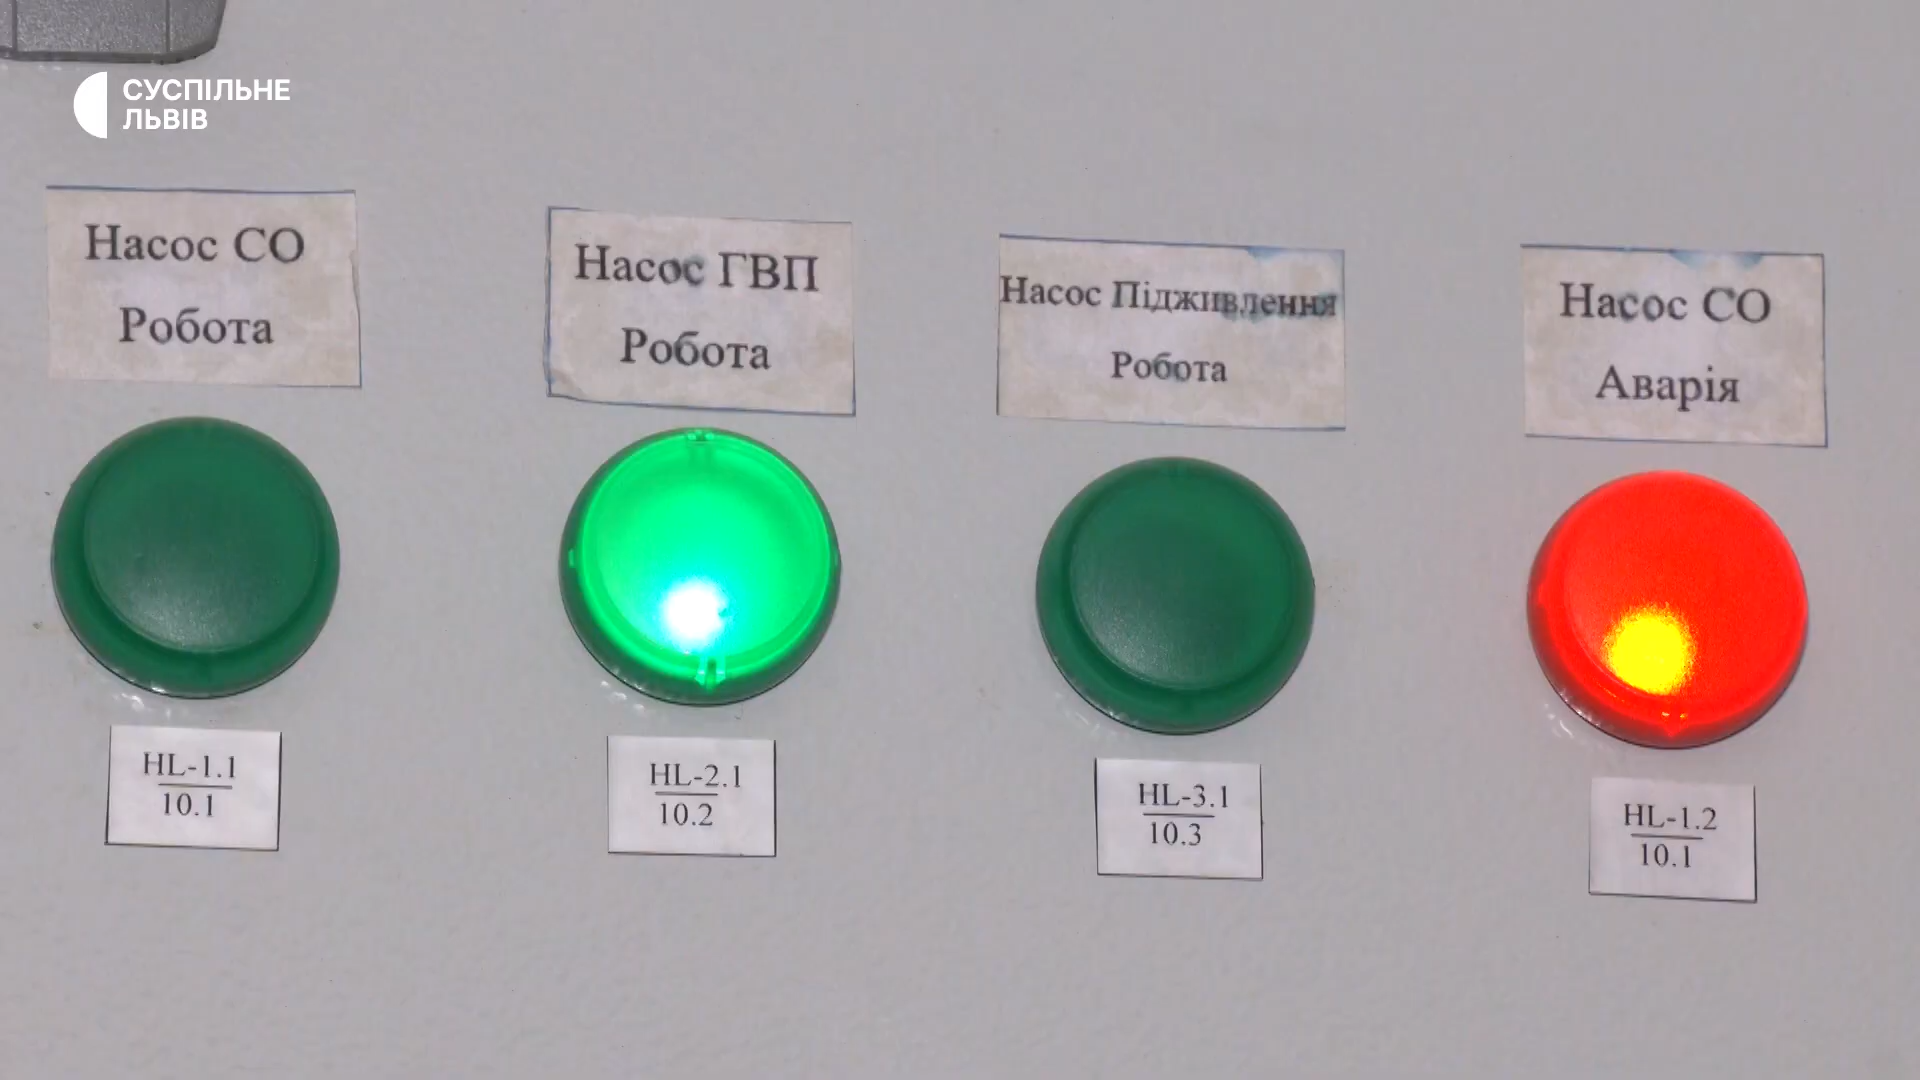 СУСПІЛЬНЕ
ЛЬВІВ
Насос СО
Робота
Насос ГВП
Робота
Насос Підживлення
Робота
Насос СО
Аварія
HL-1.1
10.1
HL-2.1
10.2
HL-3.1
10.3
HL-1.2
10.1